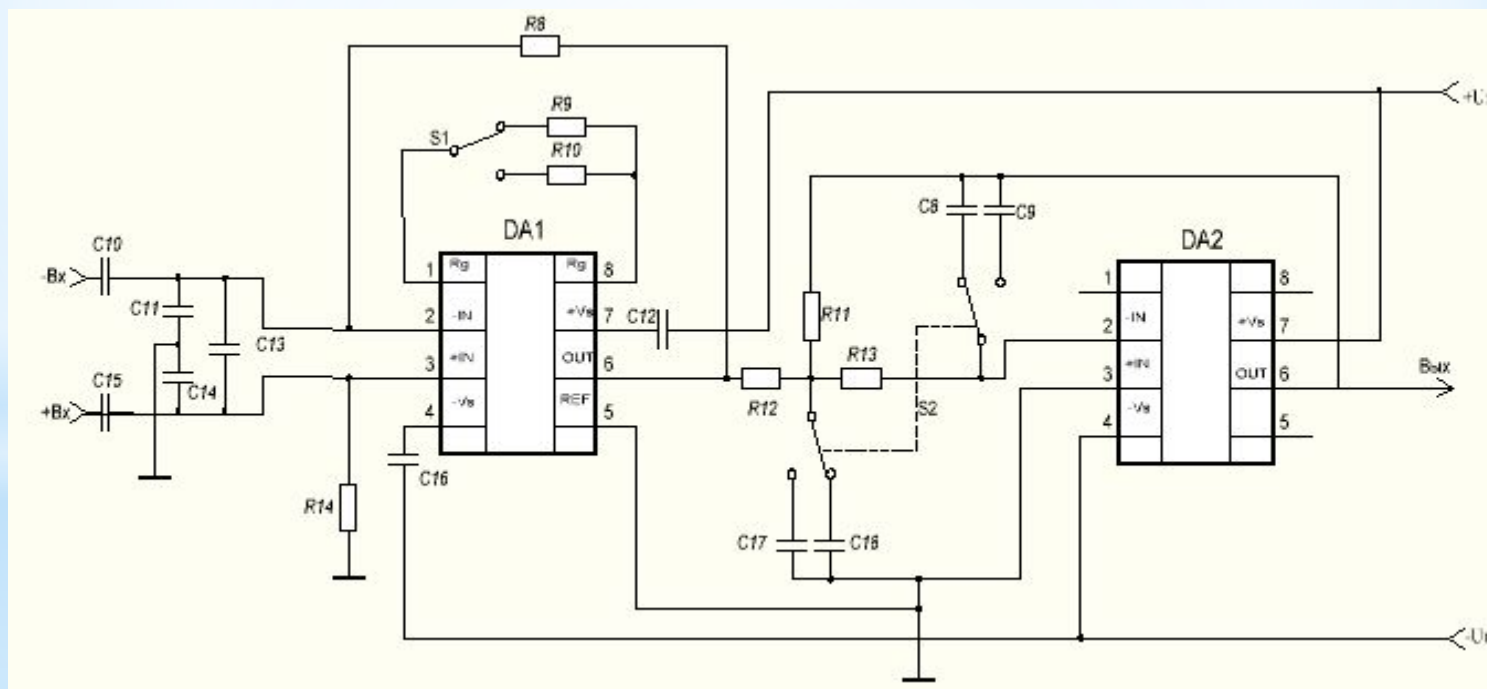 R8
R9
S1
R10
+U
C8
C9
DA1
DA2
C10
-Вх
C11
C13
C14
C15
+Вх
1 Rg Rg 8
2 -IN +Vs 7
3 +IN OUT 6
4 -Vs REF 5
C12
R11
R13
R12
S2
1 8
2 -IN +Vs 7
3 +IN OUT 6
4 -Vs 5
Вых
C16
R14
C17
C18